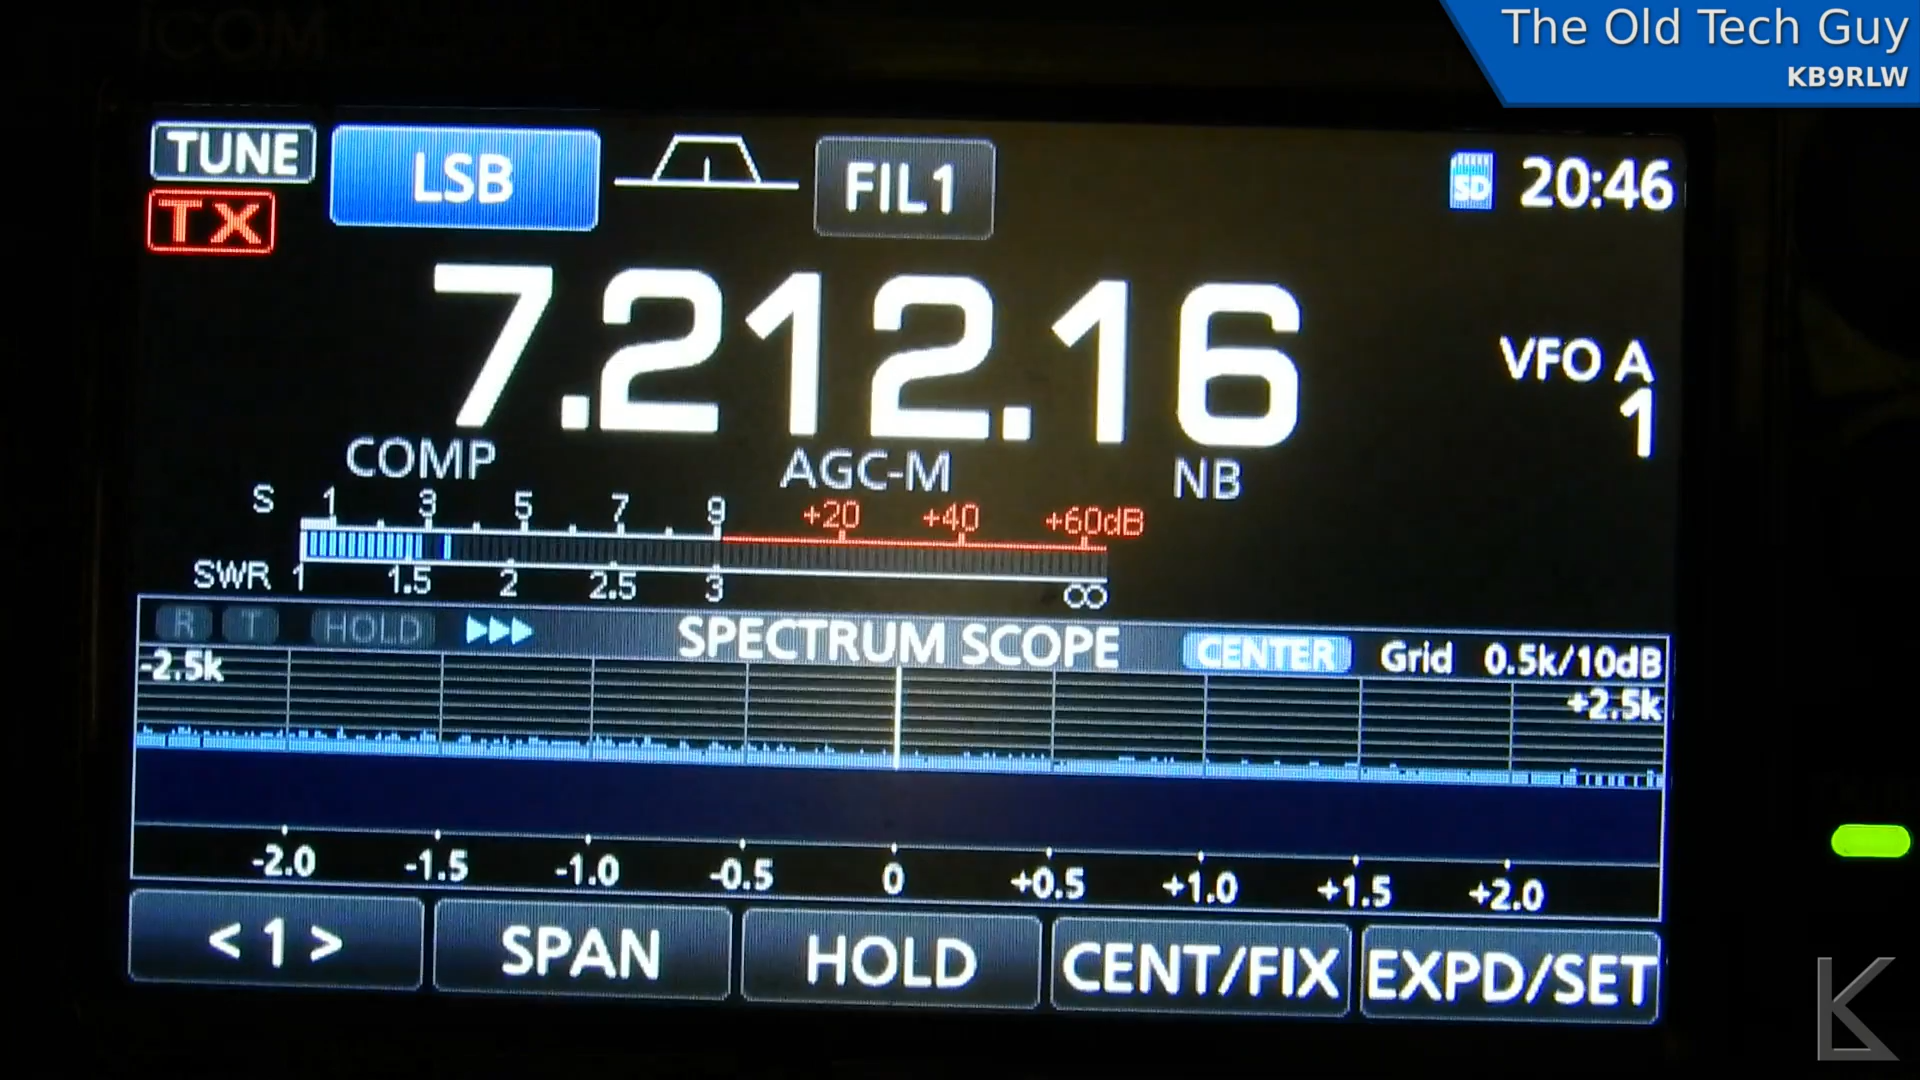 ICOM
The Old Tech Guy
KB9RLW
TUNE LSB FIL1 SD 20:46
TX
7.212.16
VFO A
1
COMP AGC-M NB
S 1 3 5 7 9 +20 +40 +60dB
SWR 1 1.5 2 2.5 3 ∞
R T HOLD SPECTRUM SCOPE CENTER Grid 0.5k/10dB
-2.5k +2.5k
-2.0 -1.5 -1.0 -0.5 0 +0.5 +1.0 +1.5 +2.0
< 1 > SPAN HOLD CENT/FIX EXPD/SET